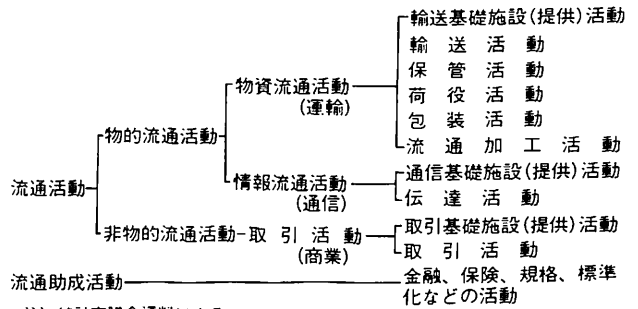 輸送基礎施設(提供)活動
輸送活動
物資流通活動
(運輸)
保管活動
荷役活動
包装活動
物的流通活動
流通加工活動
情報流通活動
(通信)
通信基礎施設(提供)活動
伝達活動
流通活動
非物的流通活動-取引活動
(商業)
取引基礎施設(提供)活動
取引活動
流通助成活動
金融、保険、規格、標準
化などの活動